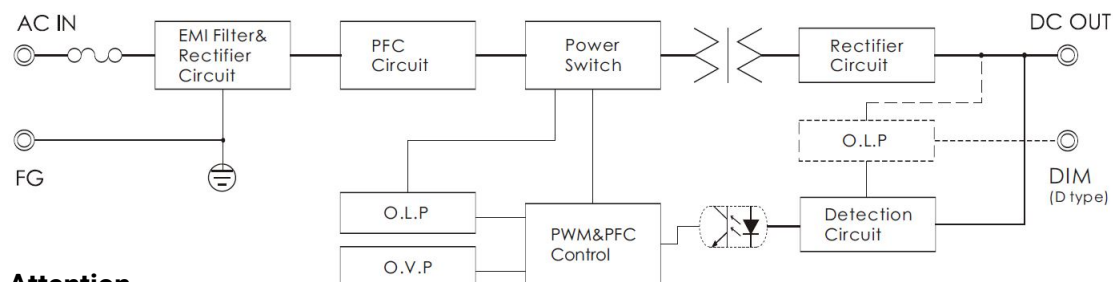 AC IN
EMI Filter&
Rectifier
Circuit
PFC
Circuit
Power
Switch
Rectifier
Circuit
DC OUT
FG
O.L.P
DIM
(D type)
O.L.P
O.V.P
PWM&PFC
Control
Detection
Circuit
Attention